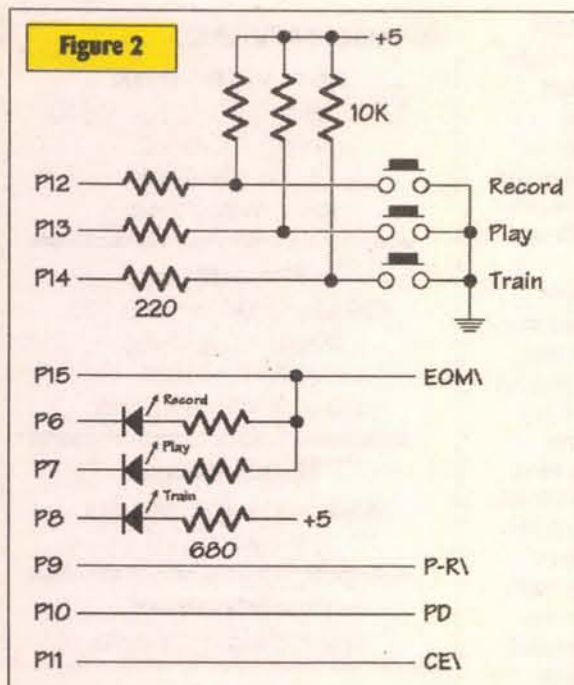 Figure 2
+5
10K
P12
Record
P13
Play
P14
Train
220
P15
EOM\
P6
Record
P7
Play
P8
Train
+5
680
P9
P-R\
P10
PD
P11
CE\